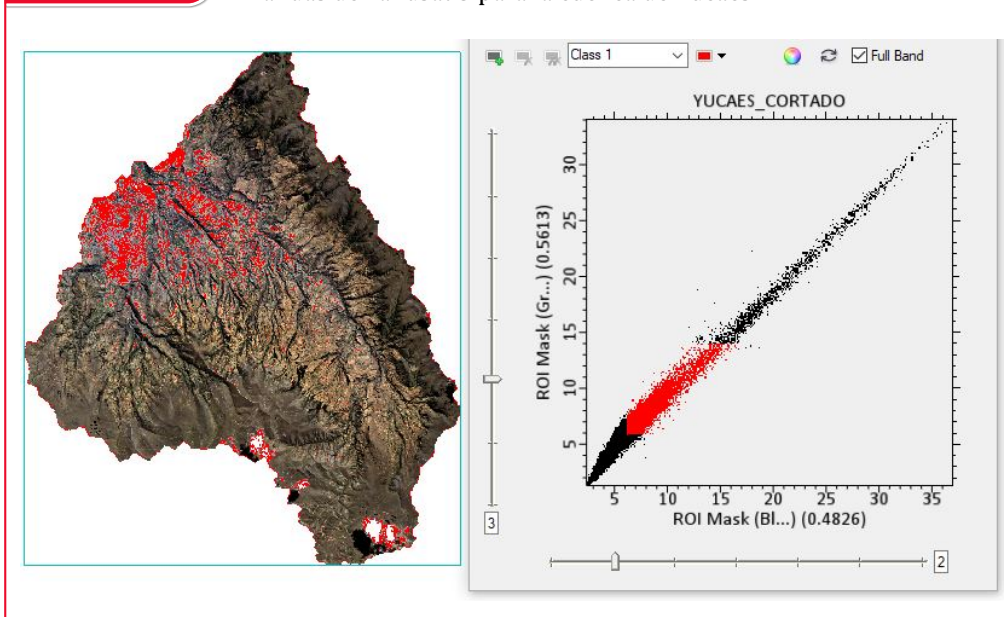 Class 1
Full Band
YUCAES_CORTADO
ROI Mask (Gr...) (0.5613)
30
25
20
15
10
5
5 10 15 20 25 30 35
ROI Mask (Bl...) (0.4826)
3
2